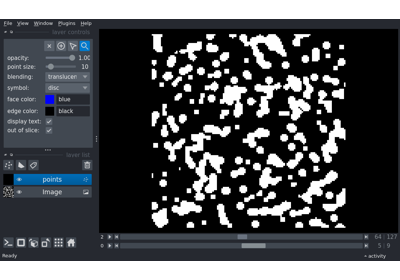 File View Window Plugins Help
layer controls
opacity: 1.00
point size: 10
blending: translucen
symbol: disc
face color: blue
edge color: black
display text:
out of slice:
layer list
points
Image
2 64 127
0 5 9
Ready activity